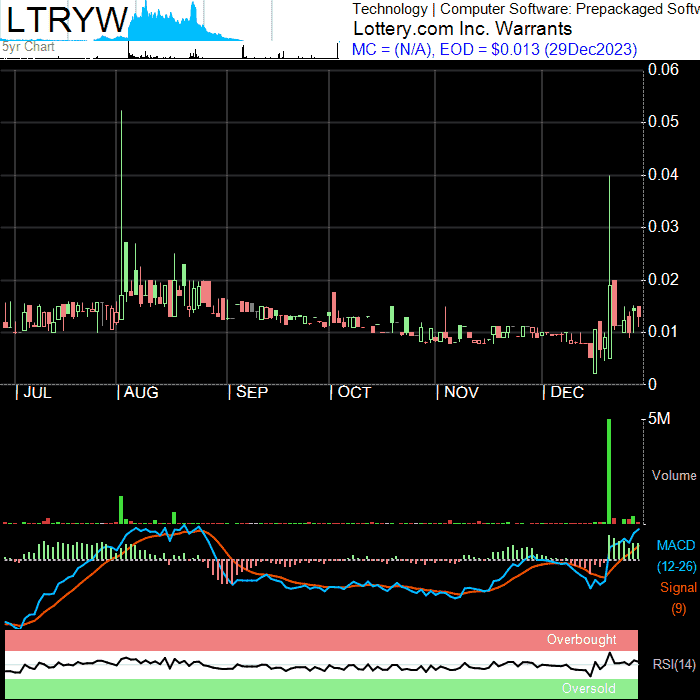 LTRYW
5yr Chart
Technology | Computer Software: Prepackaged Softw
Lottery.com Inc. Warrants
MC = (N/A), EOD = $0.013 (29Dec2023)
0.06
0.05
0.04
0.03
0.02
0.01
0
JUL AUG SEP OCT NOV DEC
5M
Volume
MACD
(12-26)
Signal
(9)
Overbought
RSI(14)
Oversold